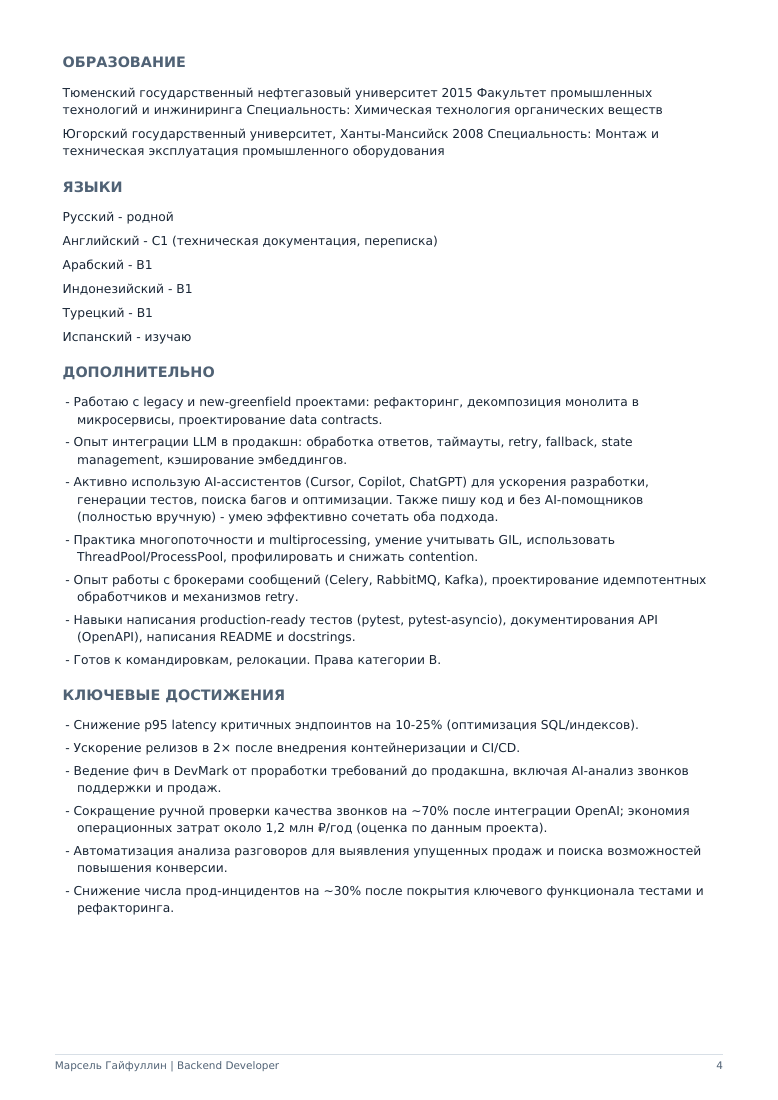 ОБРАЗОВАНИЕ
Тюменский государственный нефтегазовый университет 2015 Факультет промышленных
технологий и инжиниринга Специальность: Химическая технология органических веществ
Югорский государственный университет, Ханты-Мансийск 2008 Специальность: Монтаж и
техническая эксплуатация промышленного оборудования
ЯЗЫКИ
Русский - родной
Английский - C1 (техническая документация, переписка)
Арабский - B1
Индонезийский - B1
Турецкий - B1
Испанский - изучаю
ДОПОЛНИТЕЛЬНО
- Работаю с legacy и new-greenfield проектами: рефакторинг, декомпозиция монолита в
микросервисы, проектирование data contracts.
- Опыт интеграции LLM в продакшн: обработка ответов, таймауты, retry, fallback, state
management, кэширование эмбеддингов.
- Активно использую AI-ассистентов (Cursor, Copilot, ChatGPT) для ускорения разработки,
генерации тестов, поиска багов и оптимизации. Также пишу код и без AI-помощников
(полностью вручную) - умею эффективно сочетать оба подхода.
- Практика многопоточности и multiprocessing, умение учитывать GIL, использовать
ThreadPool/ProcessPool, профилировать и снижать contention.
- Опыт работы с брокерами сообщений (Celery, RabbitMQ, Kafka), проектирование идемпотентных
обработчиков и механизмов retry.
- Навыки написания production-ready тестов (pytest, pytest-asyncio), документирования API
(OpenAPI), написания README и docstrings.
- Готов к командировкам, релокации. Права категории B.
КЛЮЧЕВЫЕ ДОСТИЖЕНИЯ
- Снижение p95 latency критичных эндпоинтов на 10-25% (оптимизация SQL/индексов).
- Ускорение релизов в 2× после внедрения контейнеризации и CI/CD.
- Ведение фич в DevMark от проработки требований до продакшна, включая AI-анализ звонков
поддержки и продаж.
- Сокращение ручной проверки качества звонков на ~70% после интеграции OpenAI; экономия
операционных затрат около 1,2 млн ₽/год (оценка по данным проекта).
- Автоматизация анализа разговоров для выявления упущенных продаж и поиска возможностей
повышения конверсии.
- Снижение числа прод-инцидентов на ~30% после покрытия ключевого функционала тестами и
рефакторинга.
Марсель Гайфуллин | Backend Developer 4